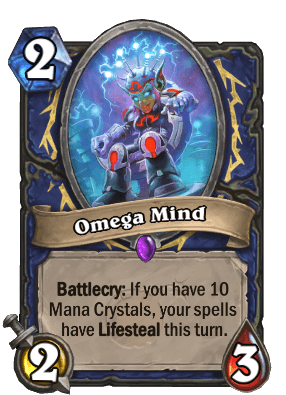 2
Omega Mind
Battlecry: If you have 10
Mana Crystals, your spells
have Lifesteal this turn.
2
3